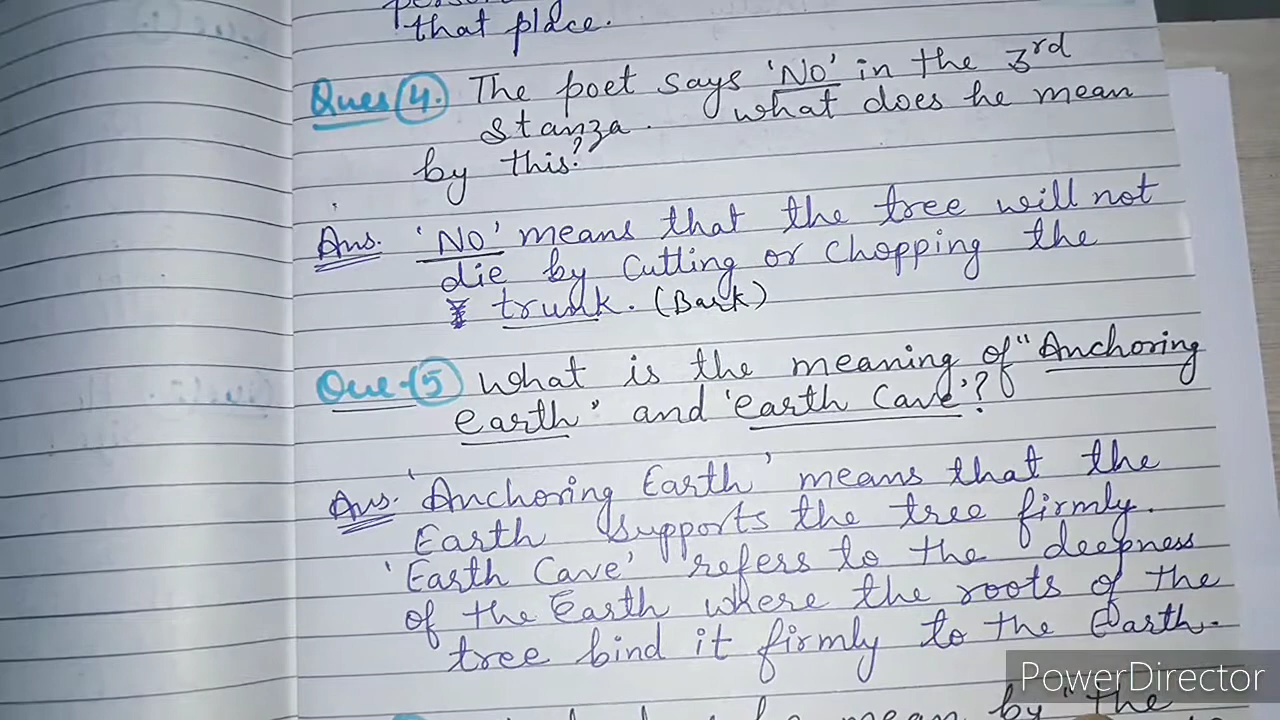 that place.
Ques (4.) The poet says 'NO' in the 3rd
stanza. what does he mean
by this?
Ans. 'NO' means that the tree will not
die by cutting or chopping the
trunk. (Bark)
Que-(5) what is the meaning of "Anchoring
earth" and 'earth Cave'?
Ans. 'Anchoring Earth' means that the
Earth supports the tree firmly.
'Earth Cave' refers to the deepness
of the Earth where the roots of the
tree bind it firmly to the Earth.
mean by "the
PowerDirector